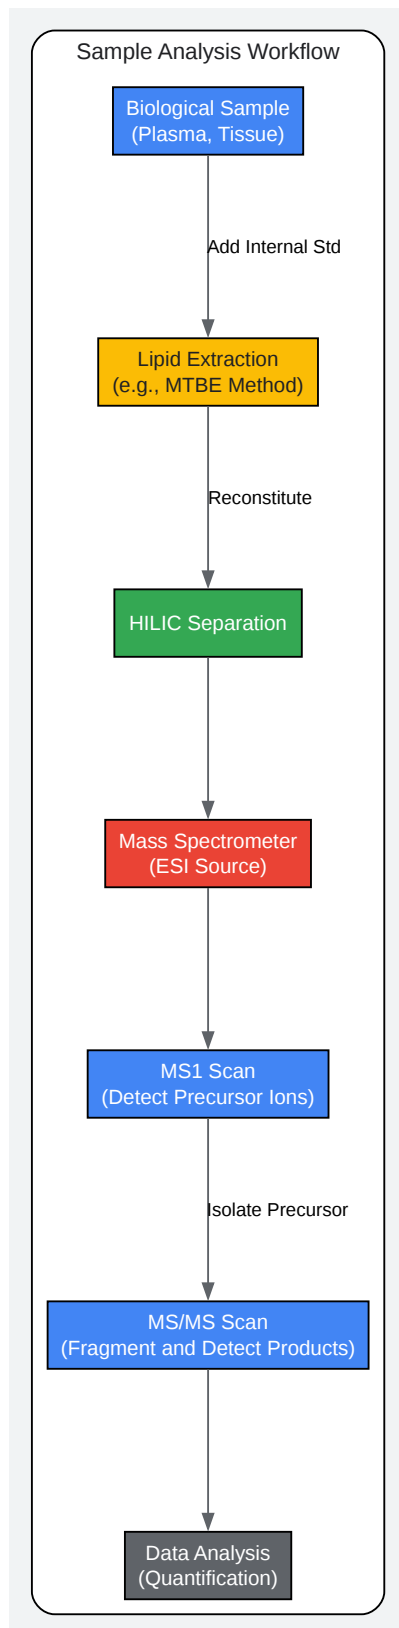 Sample Analysis Workflow
Biological Sample
(Plasma, Tissue)
Add Internal Std
Lipid Extraction
(e.g., MTBE Method)
Reconstitute
HILIC Separation
Mass Spectrometer
(ESI Source)
MS1 Scan
(Detect Precursor Ions)
Isolate Precursor
MS/MS Scan
(Fragment and Detect Products)
Data Analysis
(Quantification)